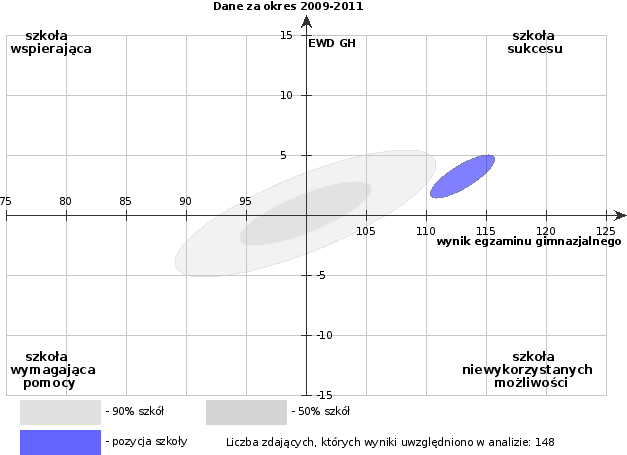 Dane za okres 2009-2011
szkoła
wspierająca
15
EWD GH
szkoła
sukcesu
10
5
75
80
85
90
95
105
110
115
120
125
wynik egzaminu gimnazjalnego
-5
-10
szkoła
wymagająca
pomocy
szkoła
niewykorzystanych
możliwości
-15
- 90% szkół
- 50% szkół
- pozycja szkoły
Liczba zdających, których wyniki uwzględniono w analizie: 148